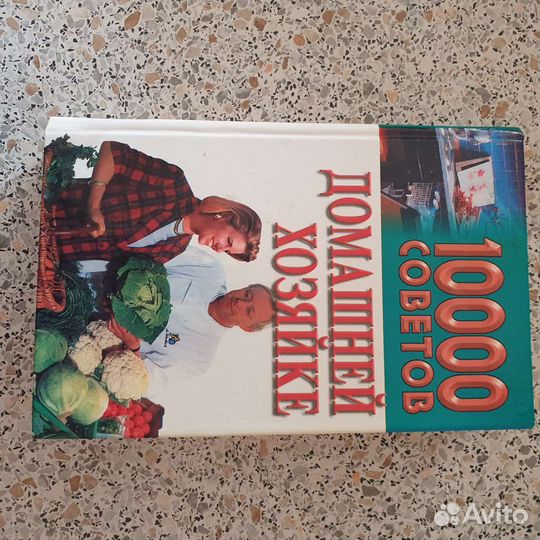 10000
СОВЕТОВ
ДОМАШНЕЙ
ХОЗЯЙКЕ
Avito